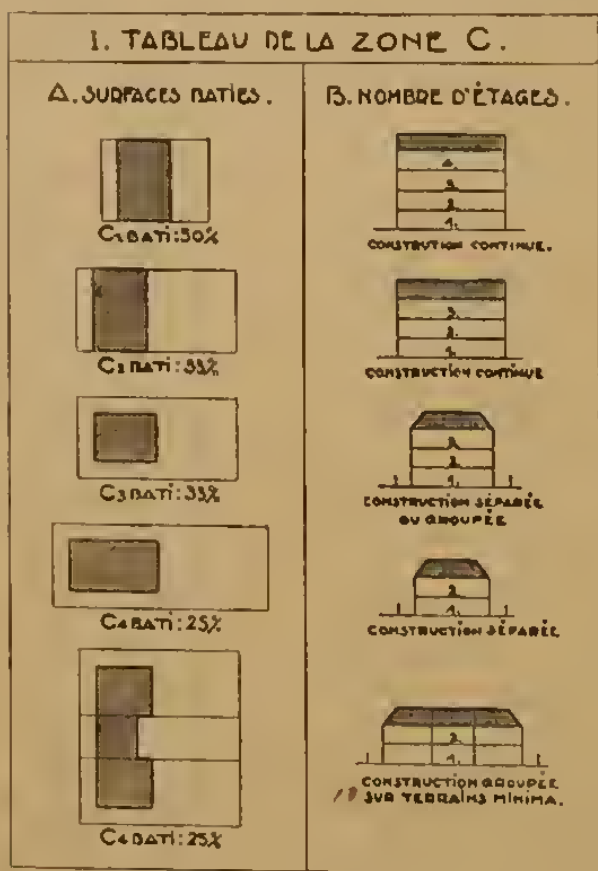 I. TABLEAU DE LA ZONE C.
A. SURFACES BATIES.
C1 BATI:50%
C2 BATI:33%
C3 BATI:33%
C4 BATI:25%
C4 BATI:25%
B. NOMBRE D'ÉTAGES.
4.
3.
2.
1.
CONSTRUTION CONTINUE.
3.
2.
1.
CONSTRUCTION CONTINUE
3.
2.
1.
CONSTRUCTION SÉPARÉE
OU GROUPÉE
2.
1.
CONSTRUCTION SÉPARÉE
2.
1.
CONSTRUCTION GROUPÉE
SUR TERRAINS MINIMA.